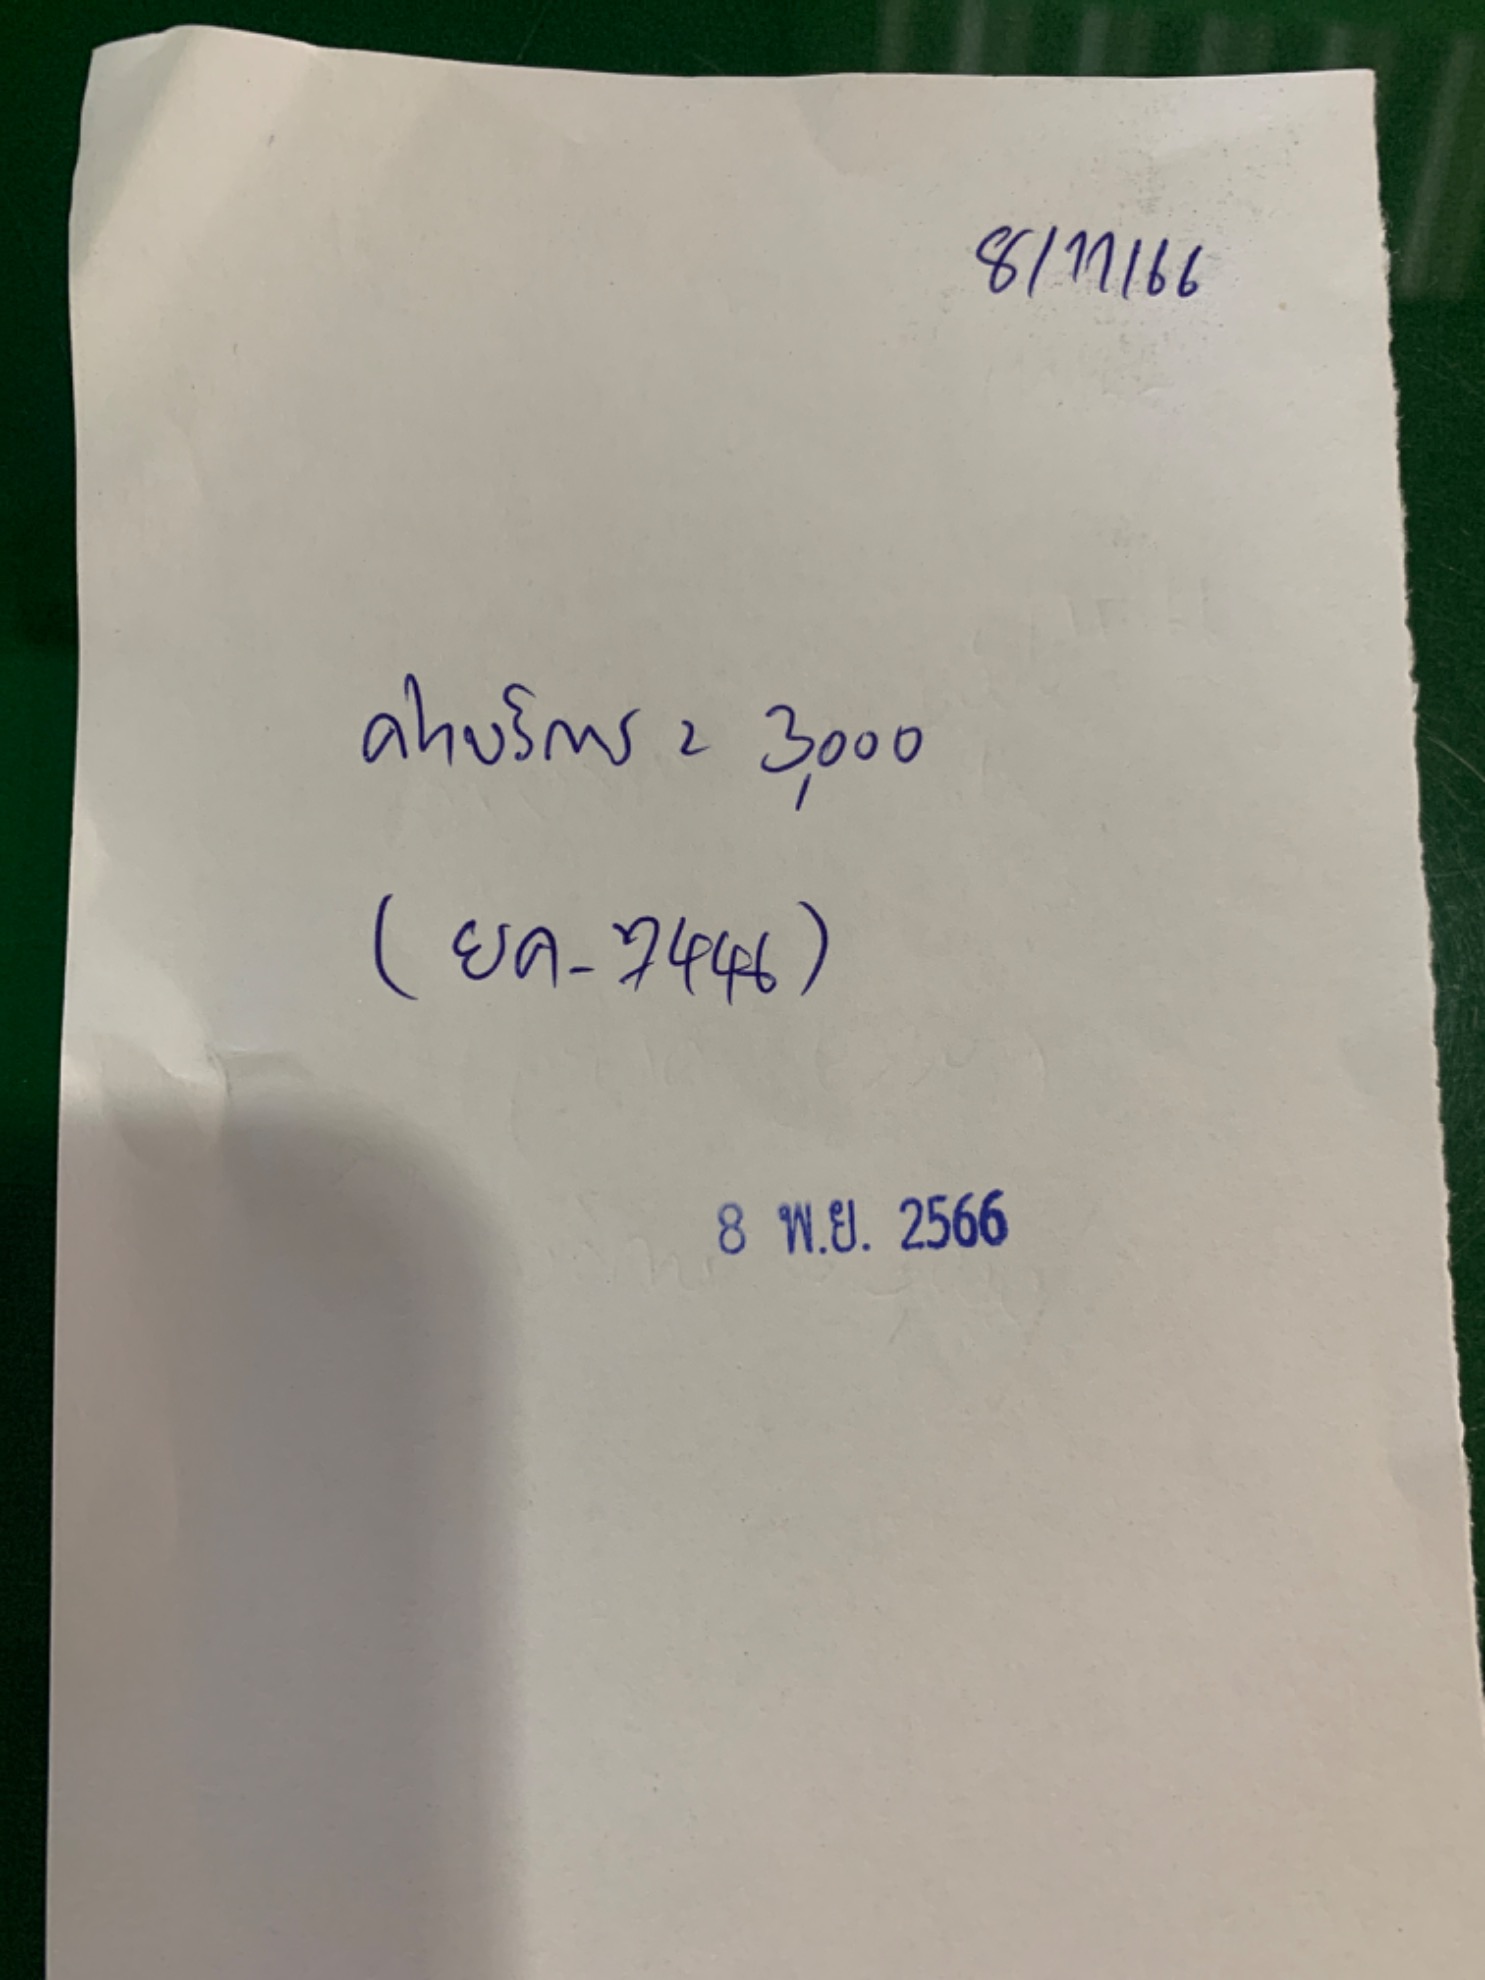 8/11/66
ค่าบริการ = 3,000
(ยค-7446)
8 พ.ย. 2566